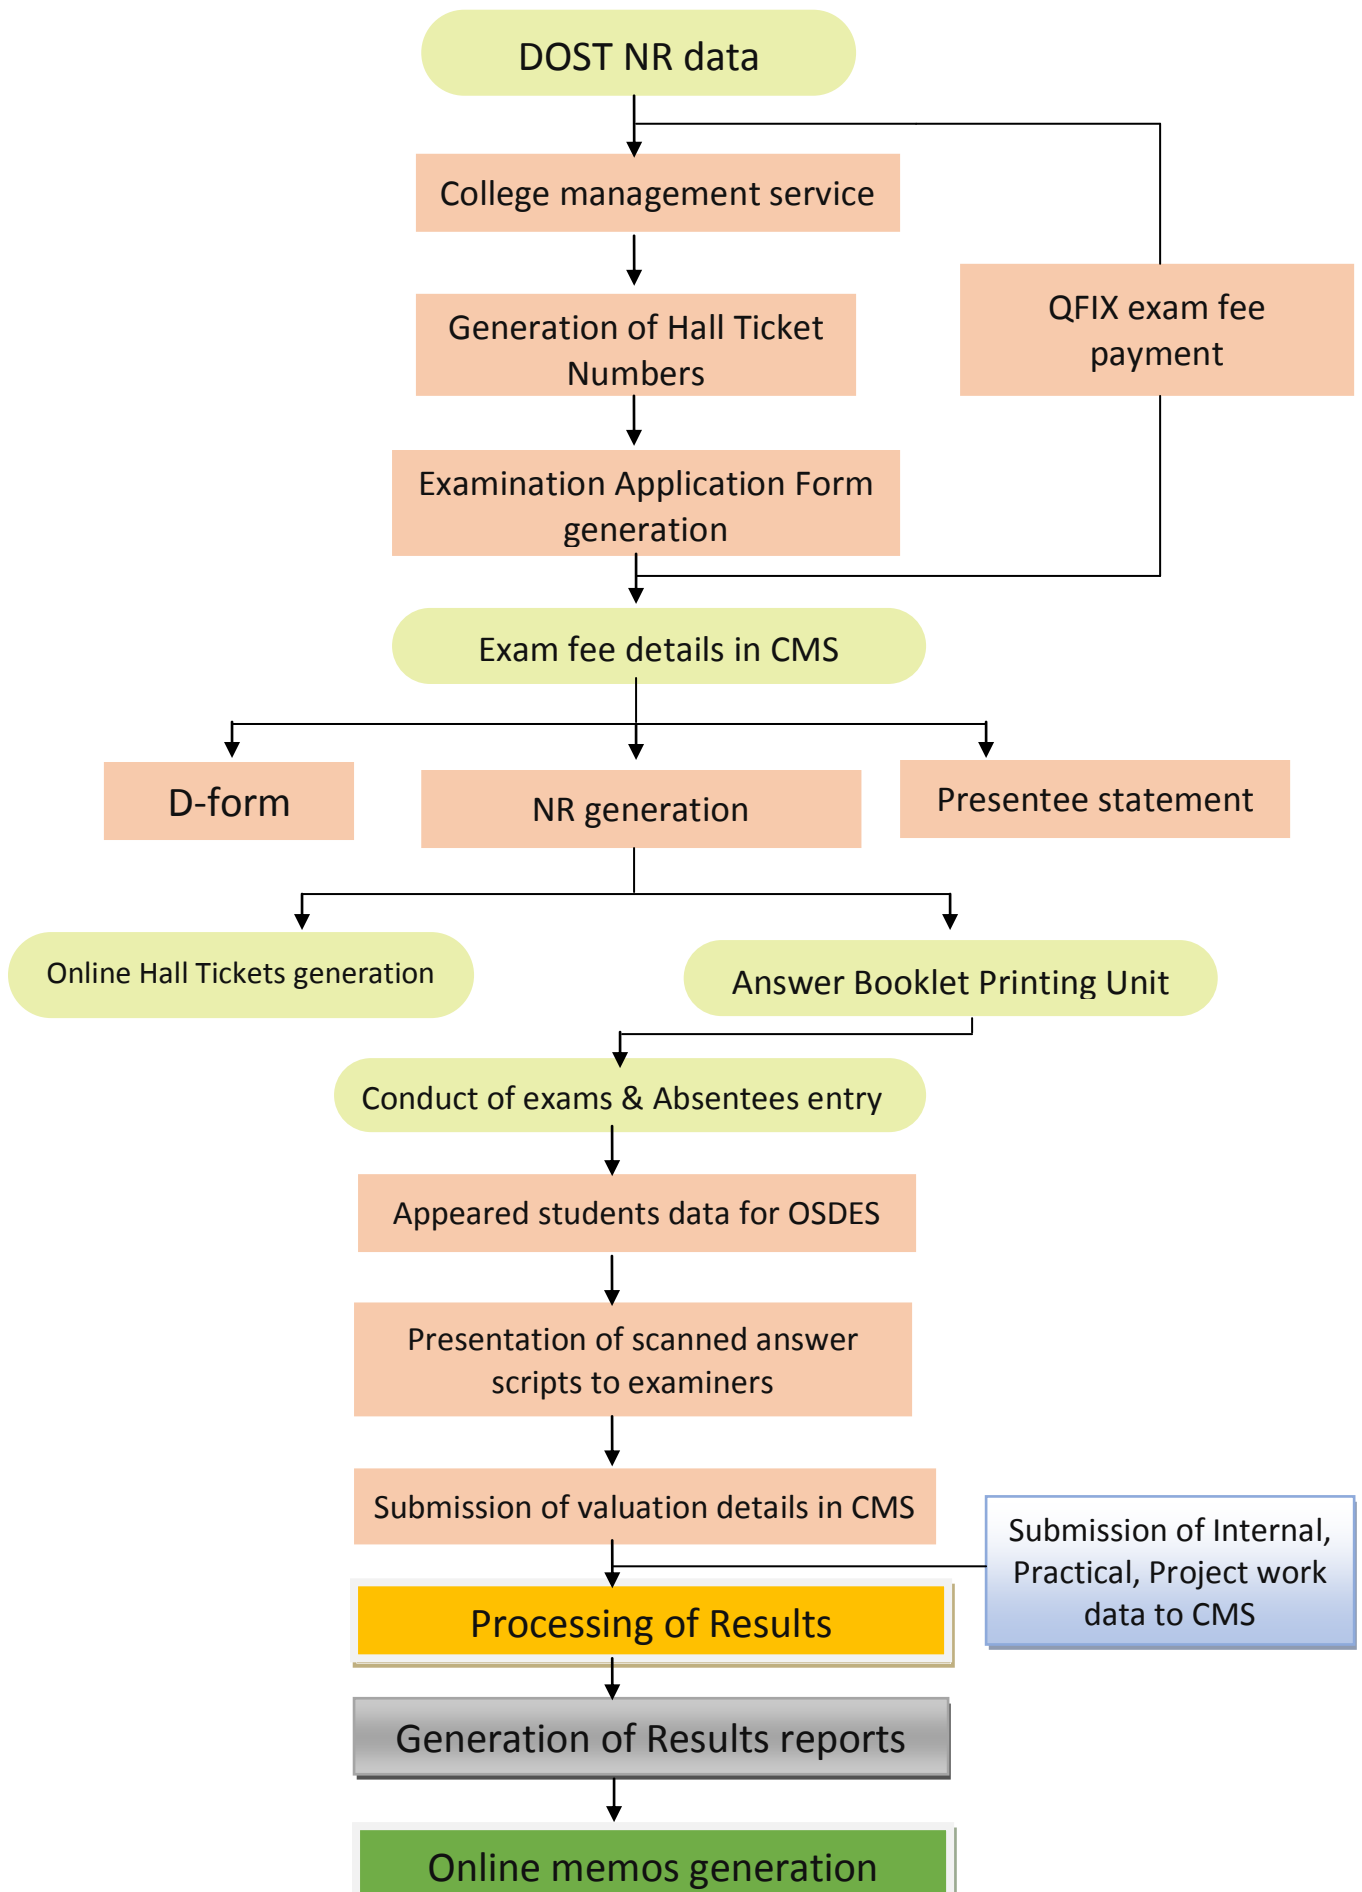 DOST NR data
College management service
Generation of Hall Ticket
Numbers
QFIX exam fee
payment
Examination Application Form
generation
Exam fee details in CMS
D-form
NR generation
Presentee statement
Online Hall Tickets generation
Answer Booklet Printing Unit
Conduct of exams & Absentees entry
Appeared students data for OSDES
Presentation of scanned answer
scripts to examiners
Submission of valuation details in CMS
Submission of Internal,
Practical, Project work
data to CMS
Processing of Results
Generation of Results reports
Online memos generation